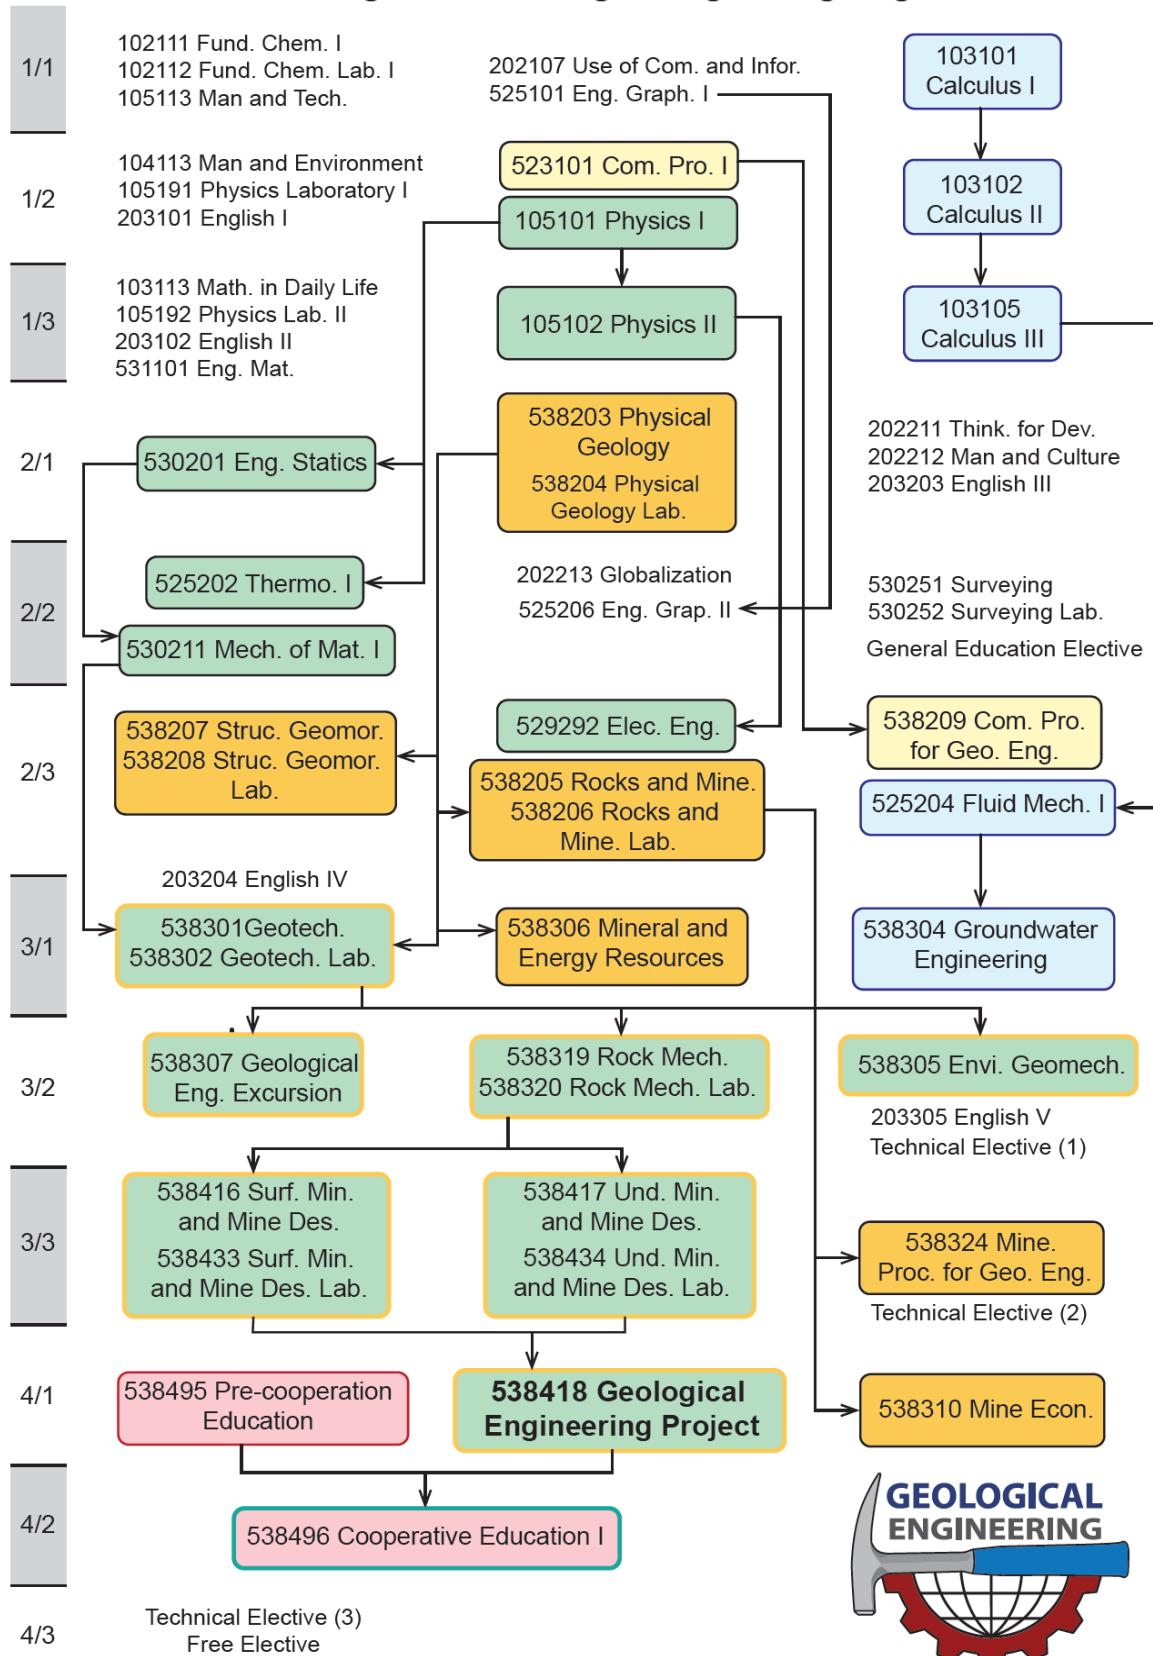 1/1
102111 Fund. Chem. I
102112 Fund. Chem. Lab. I
105113 Man and Tech.
202107 Use of Com. and Infor.
525101 Eng. Graph. I
103101
Calculus I
1/2
104113 Man and Environment
105191 Physics Laboratory I
203101 English I
523101 Com. Pro. I
105101 Physics I
103102
Calculus II
1/3
103113 Math. in Daily Life
105192 Physics Lab. II
203102 English II
531101 Eng. Mat.
105102 Physics II
103105
Calculus III
2/1
530201 Eng. Statics
538203 Physical
Geology
538204 Physical
Geology Lab.
202211 Think. for Dev.
202212 Man and Culture
203203 English III
2/2
525202 Thermo. I
530211 Mech. of Mat. I
202213 Globalization
525206 Eng. Grap. II
530251 Surveying
530252 Surveying Lab.
General Education Elective
2/3
538207 Struc. Geomor.
538208 Struc. Geomor.
Lab.
529292 Elec. Eng.
538205 Rocks and Mine.
538206 Rocks and
Mine. Lab.
538209 Com. Pro.
for Geo. Eng.
525204 Fluid Mech. I
3/1
203204 English IV
538301Geotech.
538302 Geotech. Lab.
538306 Mineral and
Energy Resources
538304 Groundwater
Engineering
3/2
538307 Geological
Eng. Excursion
538319 Rock Mech.
538320 Rock Mech. Lab.
538305 Envi. Geomech.
203305 English V
Technical Elective (1)
3/3
538416 Surf. Min.
and Mine Des.
538433 Surf. Min.
and Mine Des. Lab.
538417 Und. Min.
and Mine Des.
538434 Und. Min.
and Mine Des. Lab.
538324 Mine.
Proc. for Geo. Eng.
Technical Elective (2)
4/1
538495 Pre-cooperation
Education
538418 Geological
Engineering Project
538310 Mine Econ.
4/2
538496 Cooperative Education I
GEOLOGICAL
ENGINEERING
4/3
Technical Elective (3)
Free Elective